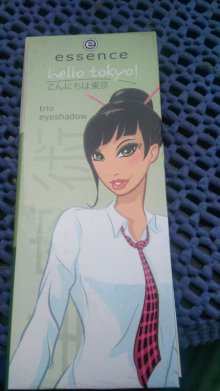 essence
hello tokyo!
こんにちは東京
trio
eyeshadow